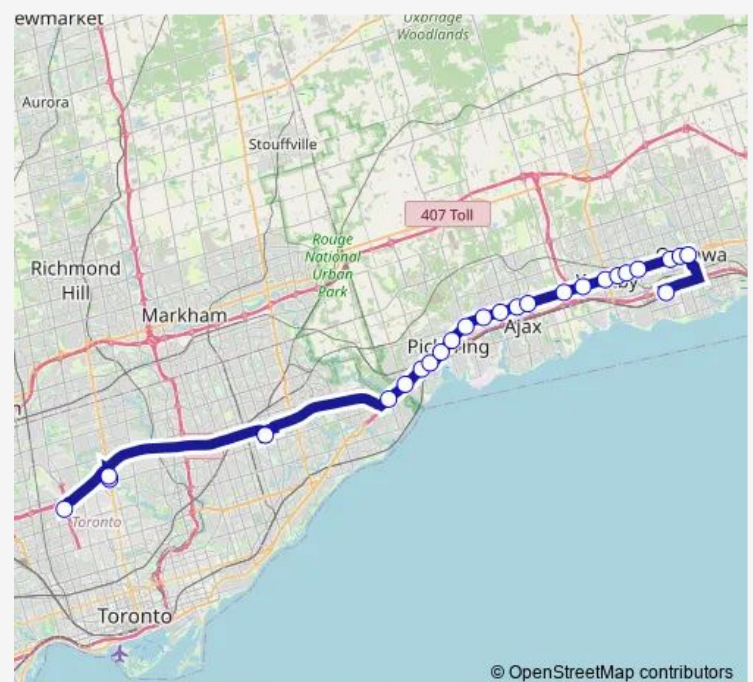 ewmarket
Uxbridge
Woodlands
Aurora
Stouffville
407 Toll
Rouge
National
Urban
Park
Richmond
Hill
Markham
Ajax
Toronto
Toronto
© OpenStreetMap contributors